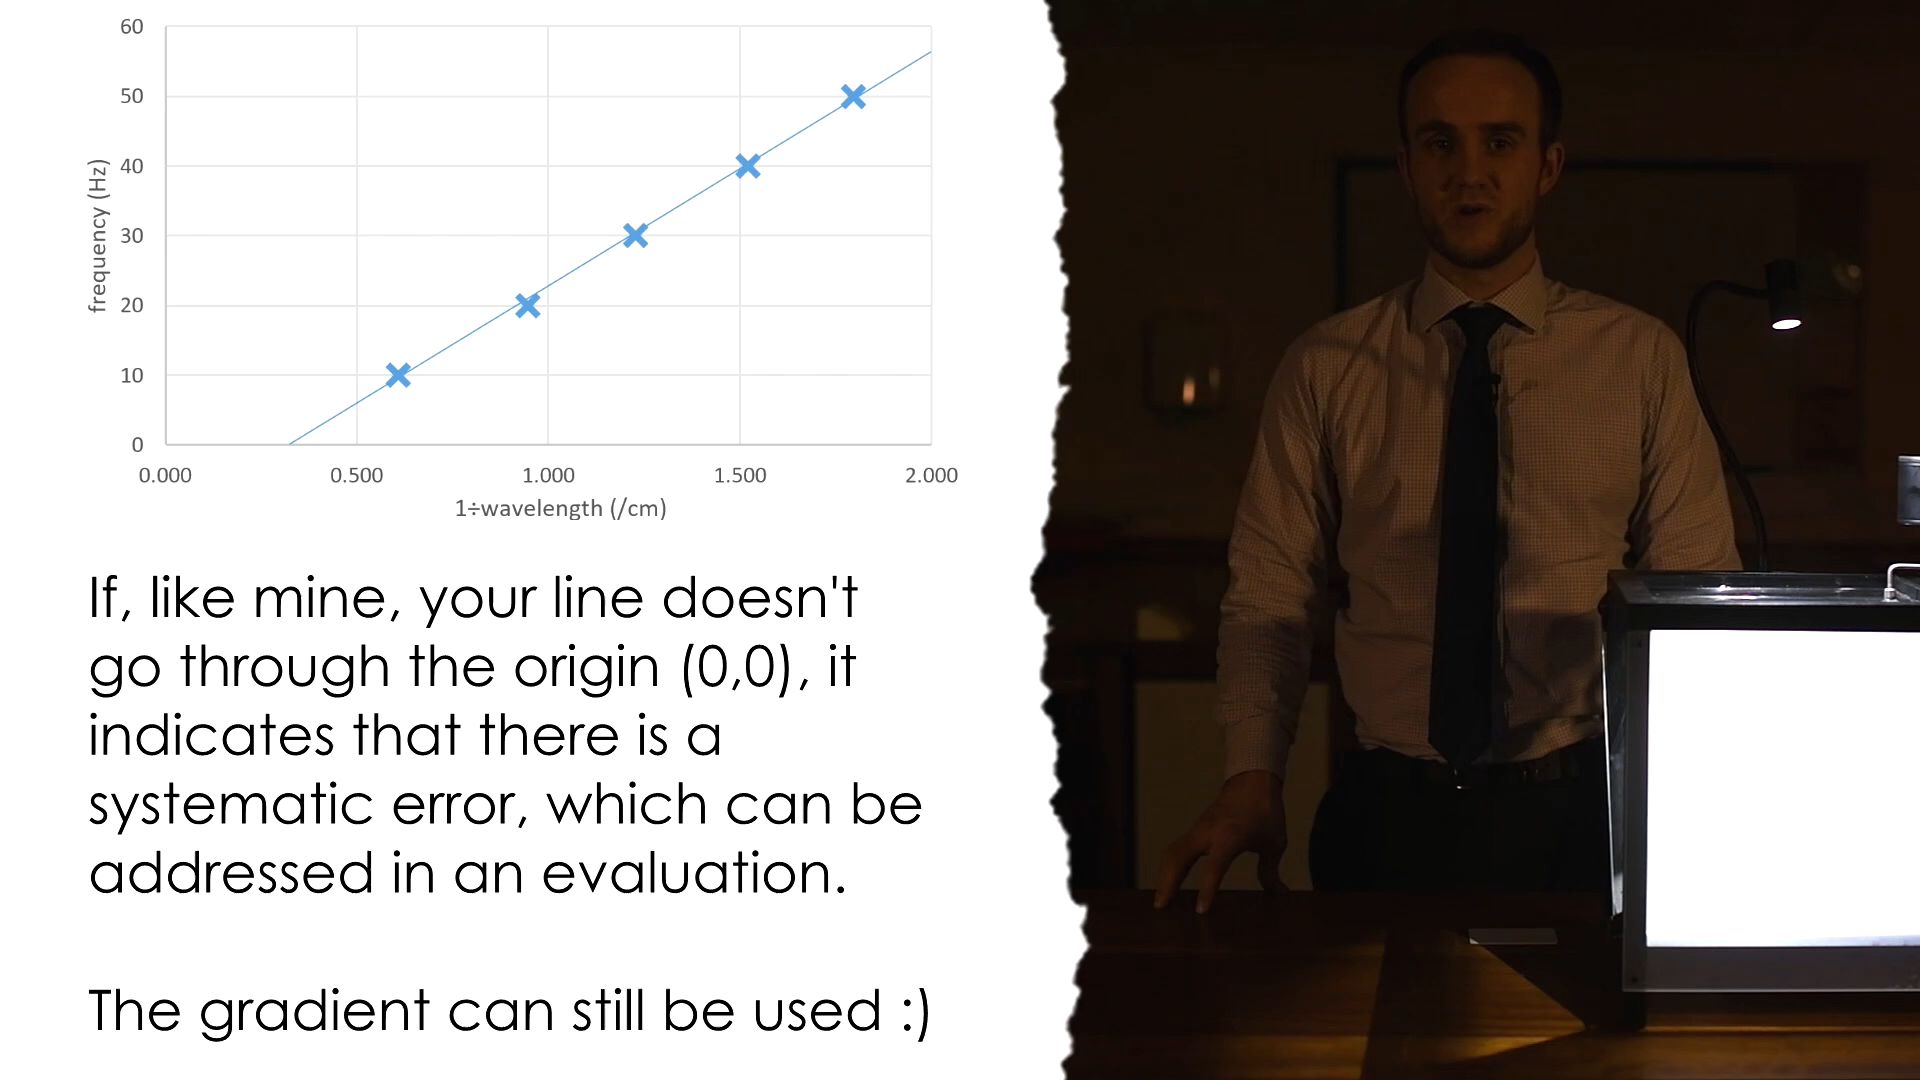 60
50
40
30
20
10
0
frequency (Hz)
0.000 0.500 1.000 1.500 2.000
1÷wavelength (/cm)
If, like mine, your line doesn't
go through the origin (0,0), it
indicates that there is a
systematic error, which can be
addressed in an evaluation.
The gradient can still be used :)